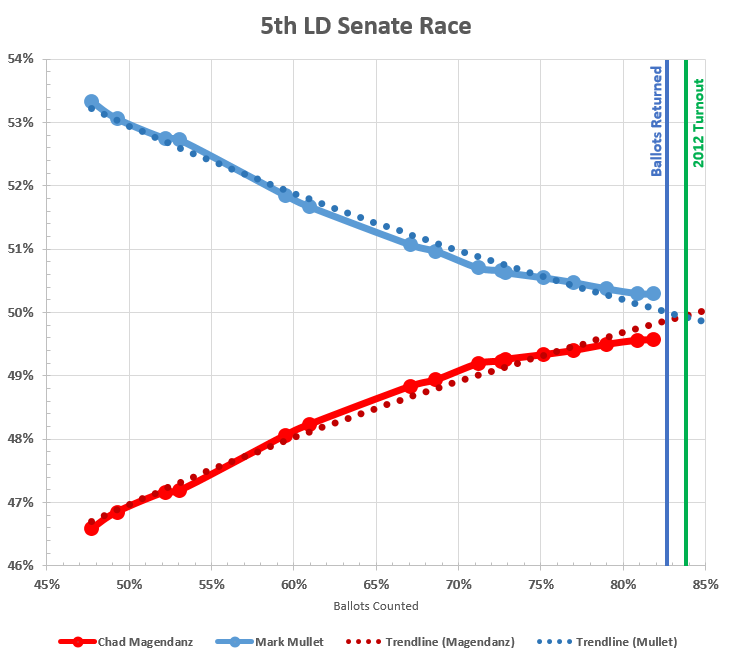 5th LD Senate Race
54%
53%
52%
51%
50%
49%
48%
47%
46%
Ballots Returned
2012 Turnout
45% 50% 55% 60% 65% 70% 75% 80% 85%
Ballots Counted
Chad Magendanz Mark Mullet Trendline (Magendanz) Trendline (Mullet)